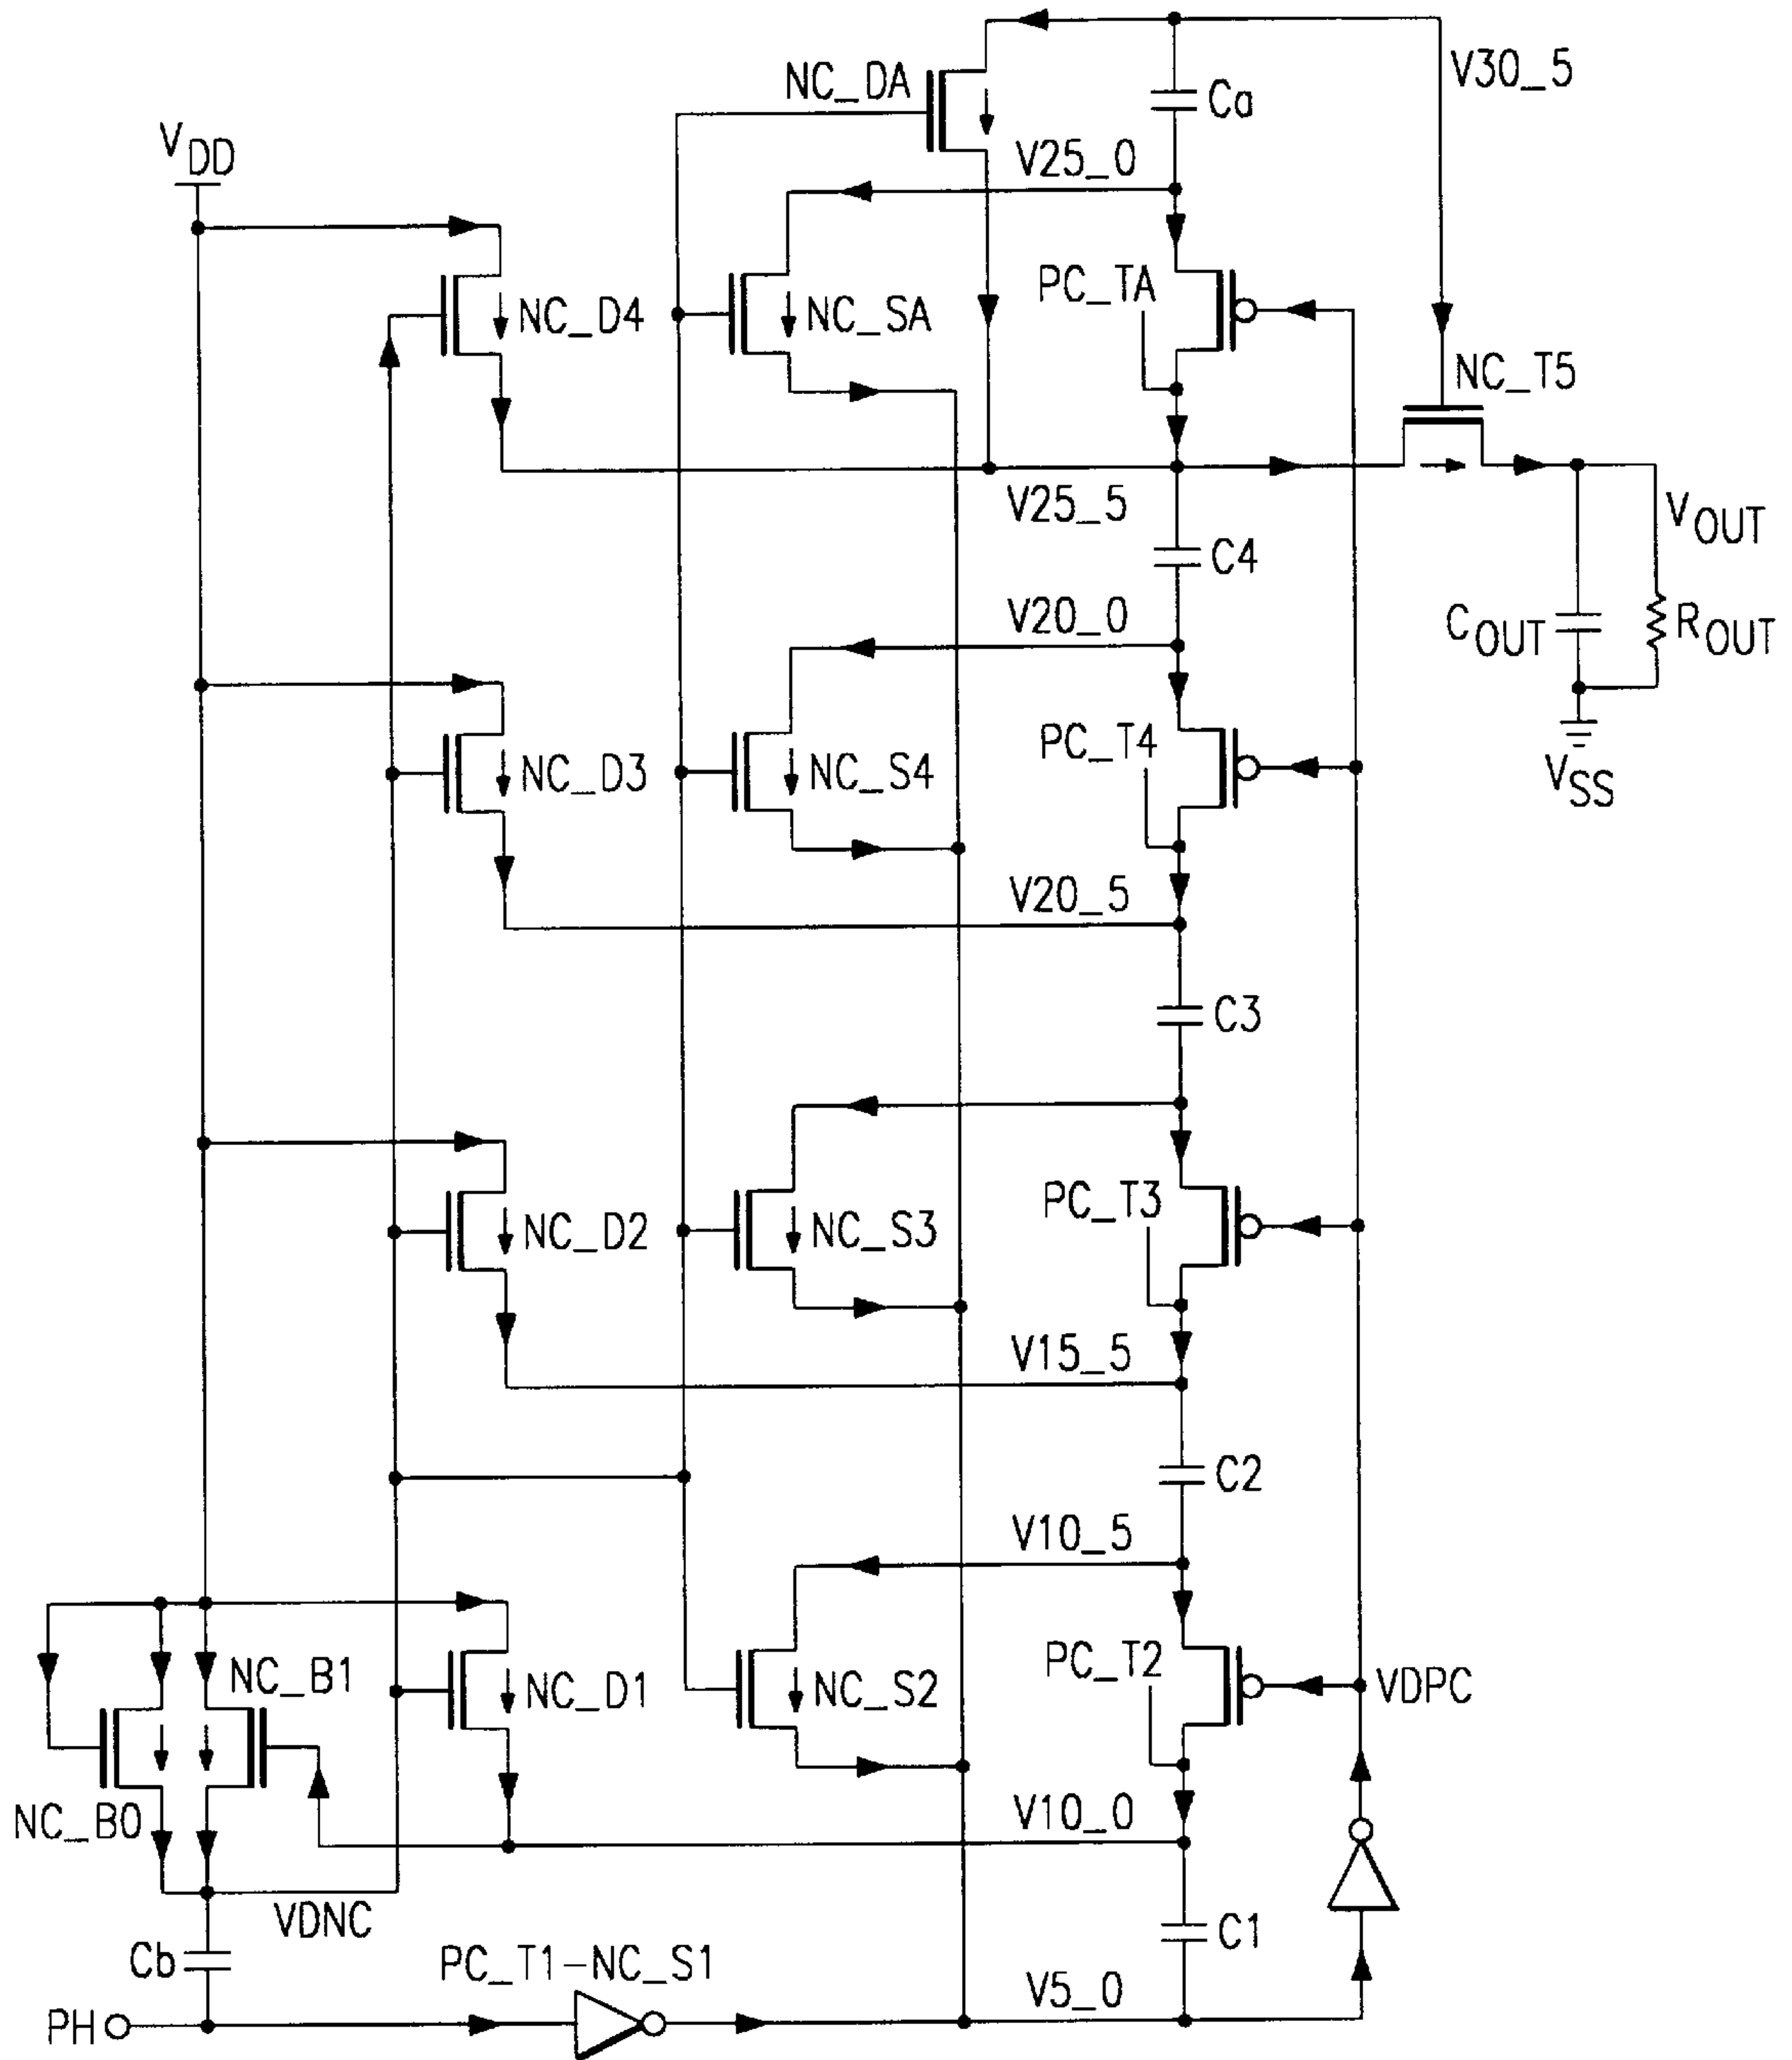 V30_5
NC_DA
Ca
VDD
V25_0
PC_TA
NC_D4
NC_SA
NC_T5
V25_5
VOUT
C4
V20_0
COUT
ROUT
PC_T4
NC_D3
NC_S4
VSS
V20_5
C3
PC_T3
NC_D2
NC_S3
V15_5
C2
V10_5
NC_B1
PC_T2
NC_D1
NC_S2
VDPC
NC_B0
V10_0
VDNC
C1
Cb
PC_T1-NC_S1
V5_0
PH